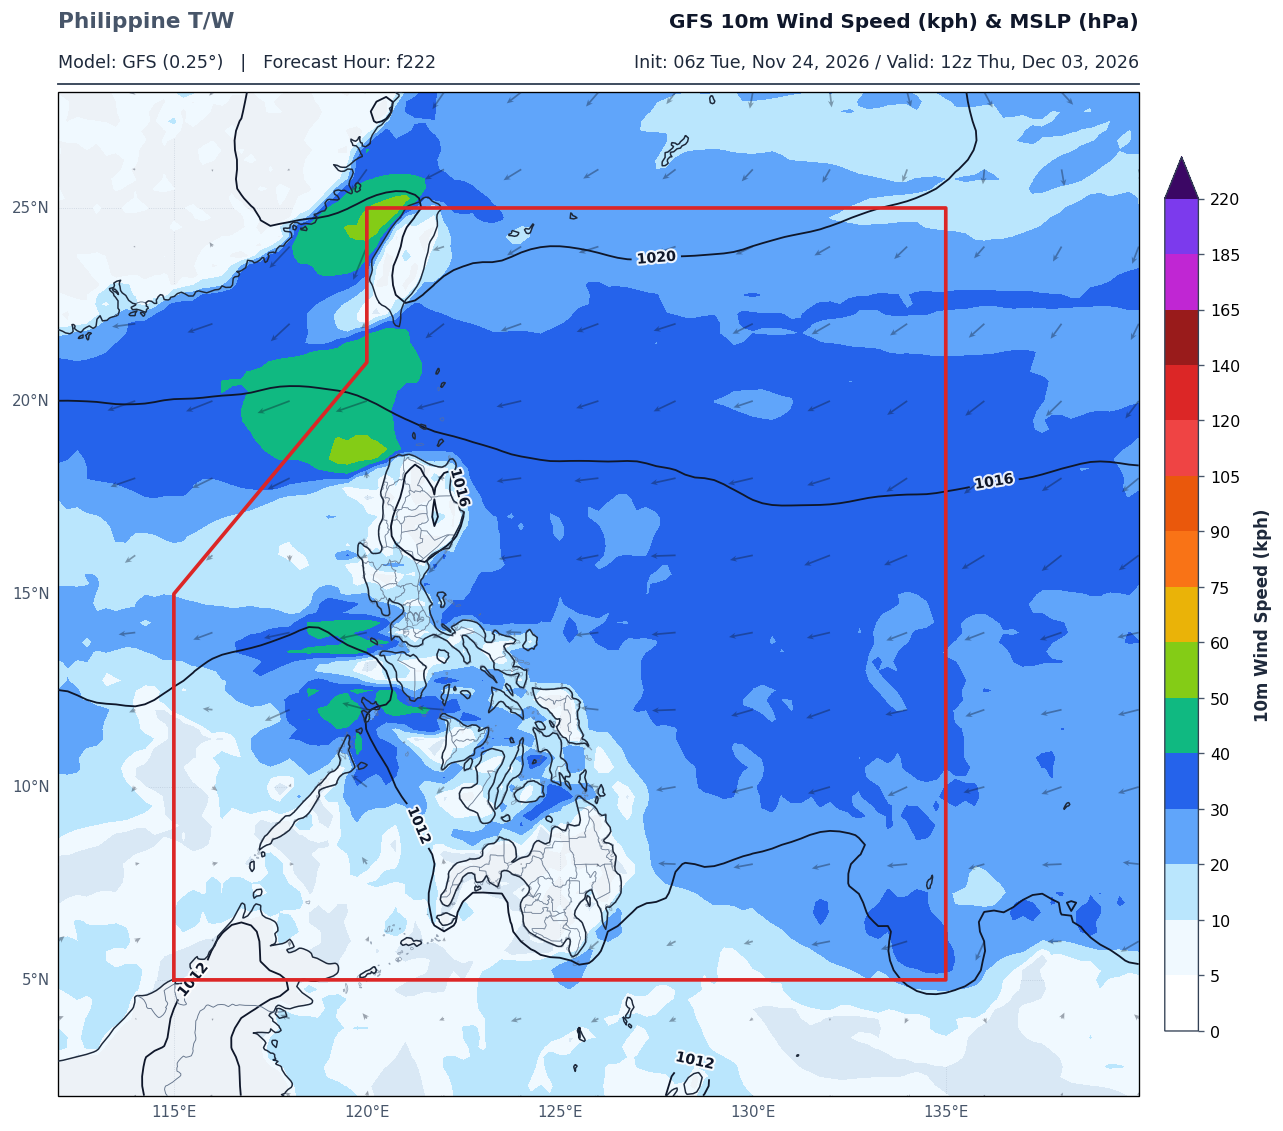 Philippine T/W
GFS 10m Wind Speed (kph) & MSLP (hPa)
Model: GFS (0.25°)   |   Forecast Hour: f222
Init: 06z Tue, Nov 24, 2026 / Valid: 12z Thu, Dec 03, 2026
25°N
20°N
15°N
10°N
5°N
115°E
120°E
125°E
130°E
135°E
1020
1016
1016
1012
1012
1012
220
185
165
140
120
105
90
75
60
50
40
30
20
10
5
0
10m Wind Speed (kph)